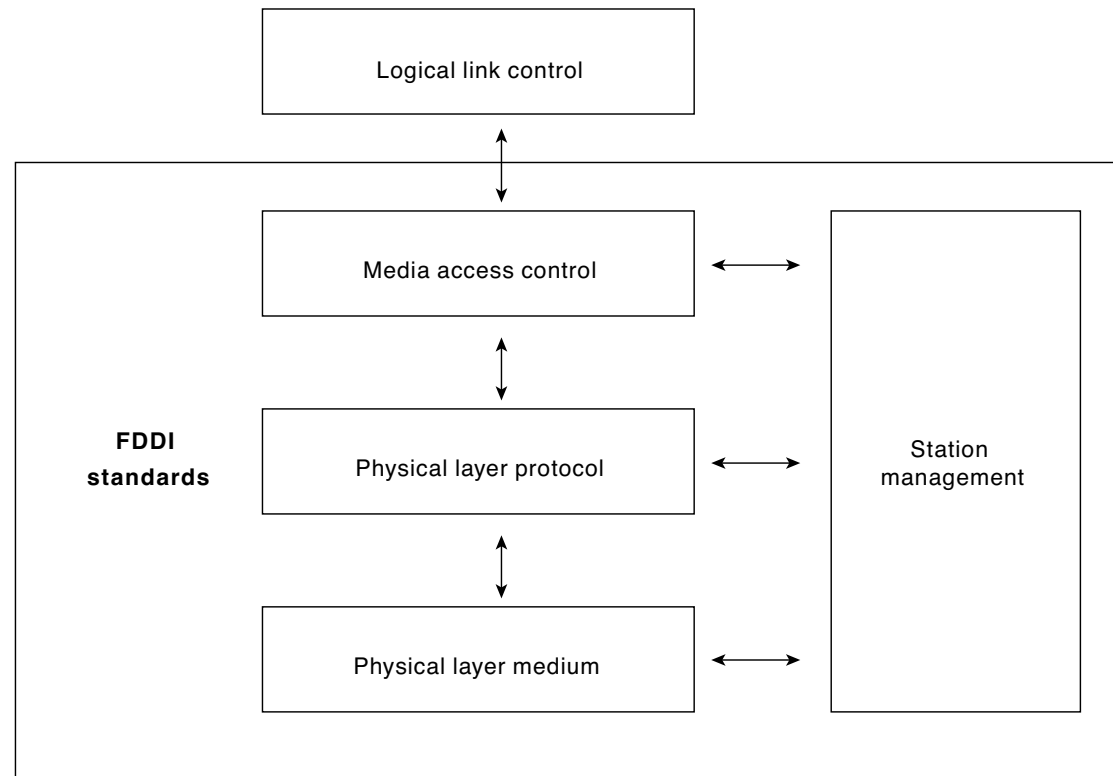 Logical link control
Media access control
FDDI
standards
Physical layer protocol
Station
management
Physical layer medium